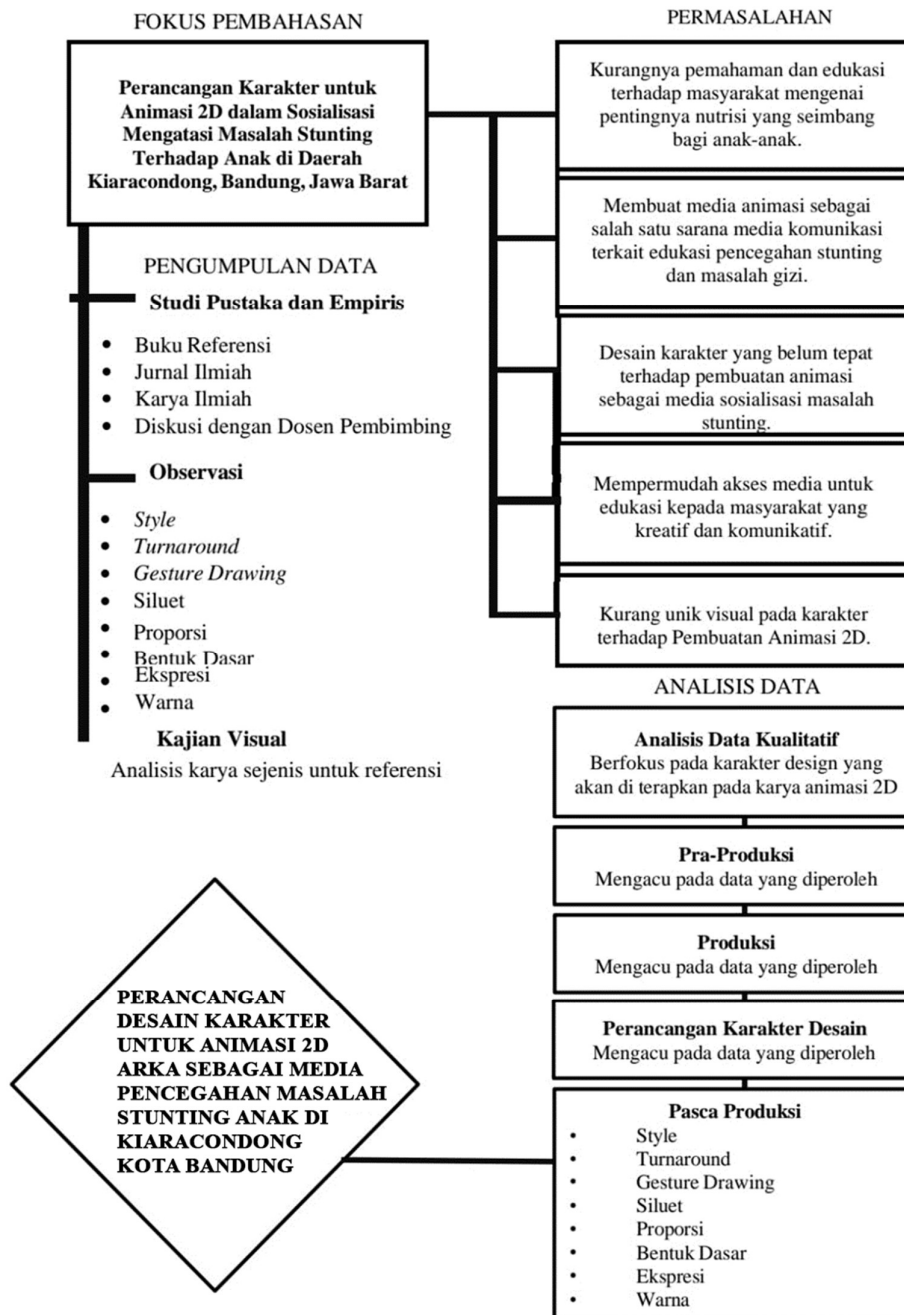 FOKUS PEMBAHASAN
Perancangan Karakter untuk
Animasi 2D dalam Sosialisasi
Mengatasi Masalah Stunting
Terhadap Anak di Daerah
Kiaracondong, Bandung, Jawa Barat
PENGUMPULAN DATA
Studi Pustaka dan Empiris
• Buku Referensi
• Jurnal Ilmiah
• Karya Ilmiah
• Diskusi dengan Dosen Pembimbing
Observasi
• Style
• Turnaround
• Gesture Drawing
• Siluet
• Proporsi
• Bentuk Dasar
• Ekspresi
• Warna
Kajian Visual
Analisis karya sejenis untuk referensi
PERMASALAHAN
Kurangnya pemahaman dan edukasi
terhadap masyarakat mengenai
pentingnya nutrisi yang seimbang
bagi anak-anak.
Membuat media animasi sebagai
salah satu sarana media komunikasi
terkait edukasi pencegahan stunting
dan masalah gizi.
Desain karakter yang belum tepat
terhadap pembuatan animasi
sebagai media sosialisasi masalah
stunting.
Mempermudah akses media untuk
edukasi kepada masyarakat yang
kreatif dan komunikatif.
Kurang unik visual pada karakter
terhadap Pembuatan Animasi 2D.
ANALISIS DATA
Analisis Data Kualitatif
Berfokus pada karakter design yang
akan di terapkan pada karya animasi 2D
Pra-Produksi
Mengacu pada data yang diperoleh
Produksi
Mengacu pada data yang diperoleh
Perancangan Karakter Desain
Mengacu pada data yang diperoleh
Pasca Produksi
• Style
• Turnaround
• Gesture Drawing
• Siluet
• Proporsi
• Bentuk Dasar
• Ekspresi
• Warna
PERANCANGAN
DESAIN KARAKTER
UNTUK ANIMASI 2D
ARKA SEBAGAI MEDIA
PENCEGAHAN MASALAH
STUNTING ANAK DI
KIARACONDONG
KOTA BANDUNG